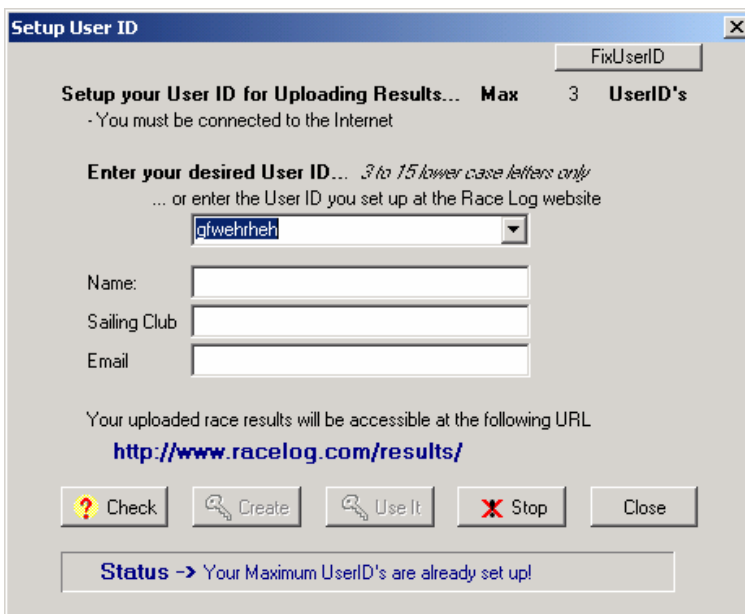 Setup User ID
FixUserID
Setup your User ID for Uploading Results... Max 3 UserID's
- You must be connected to the Internet
Enter your desired User ID... 3 to 15 lower case letters only
... or enter the User ID you set up at the Race Log website
gfwehrheh
Name:
Sailing Club
Email
Your uploaded race results will be accessible at the following URL
http://www.racelog.com/results/
? Check Create Use It Stop Close
Status -> Your Maximum UserID's are already set up!